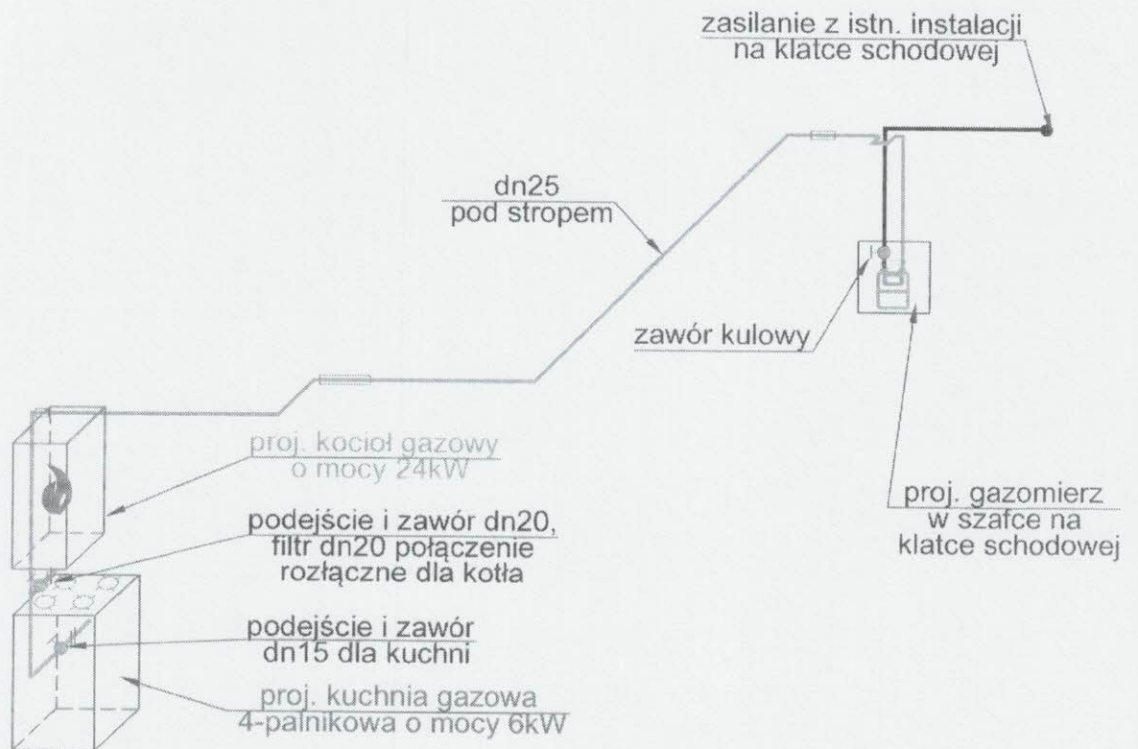 zasilanie z istn. instalacji
na klatce schodowej
dn25
pod stropem
zawór kulowy
proj. kocioł gazowy
o mocy 24kW
proj. gazomierz
w szafce na
klatce schodowej
podejście i zawór dn20,
filtr dn20 połączenie
rozłączne dla kotła
podejście i zawór
dn15 dla kuchni
proj. kuchnia gazowa
4-palnikowa o mocy 6kW